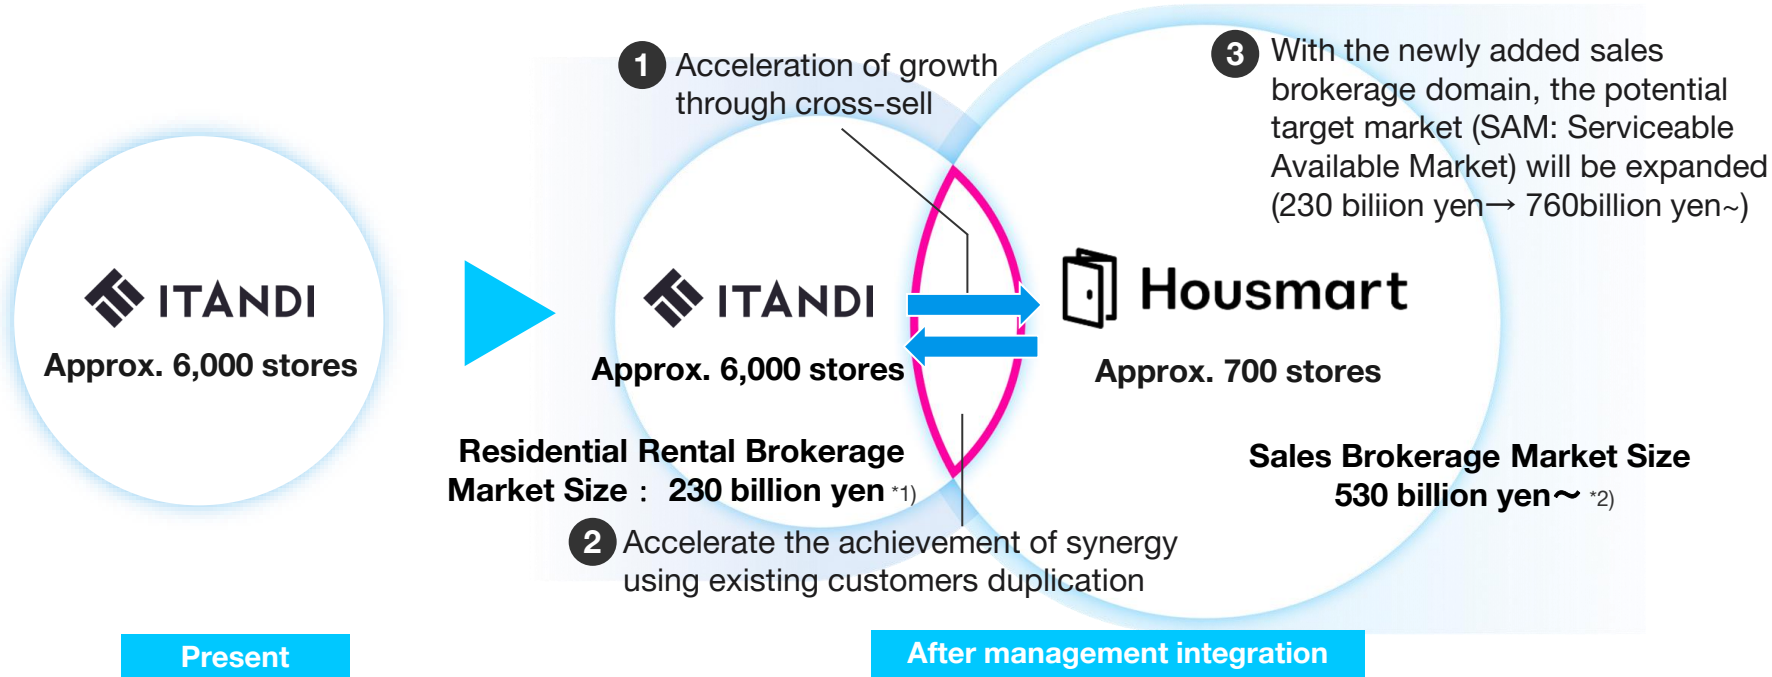 ITANDI
Approx. 6,000 stores
Present
1 Acceleration of growth
through cross-sell
ITANDI
Approx. 6,000 stores
Residential Rental Brokerage
Market Size : 230 billion yen *1)
2 Accelerate the achievement of synergy
using existing customers duplication
3 With the newly added sales
brokerage domain, the potential
target market (SAM: Serviceable
Available Market) will be expanded
(230 biliion yen→ 760billion yen~)
Housmart
Approx. 700 stores
Sales Brokerage Market Size
530 billion yen〜 *2)
After management integration